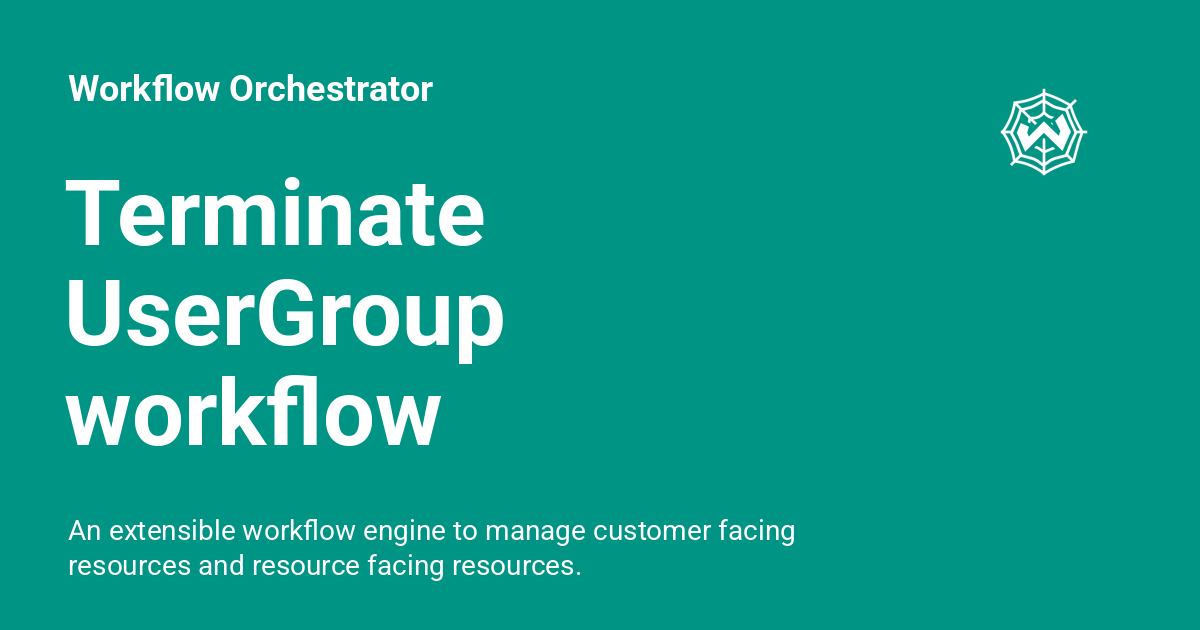 Workflow Orchestrator
W
Terminate
UserGroup
workflow
An extensible workflow engine to manage customer facing
resources and resource facing resources.